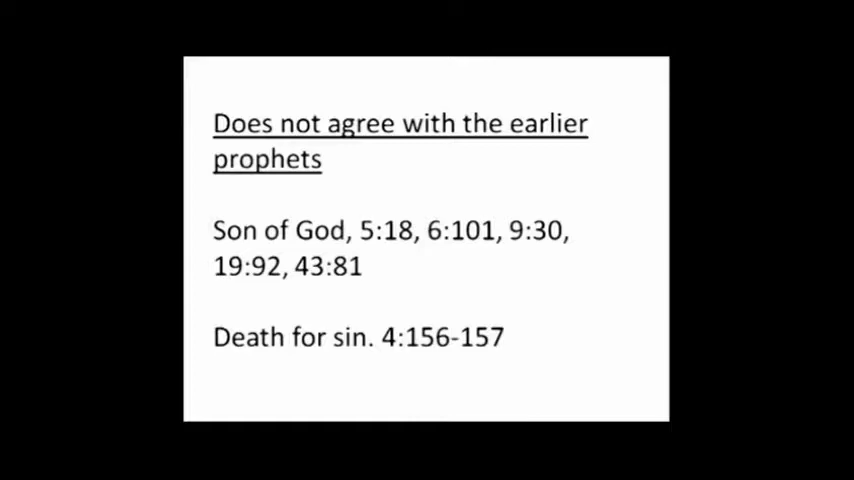 Does not agree with the earlier
prophets
Son of God, 5:18, 6:101, 9:30,
19:92, 43:81
Death for sin. 4:156-157